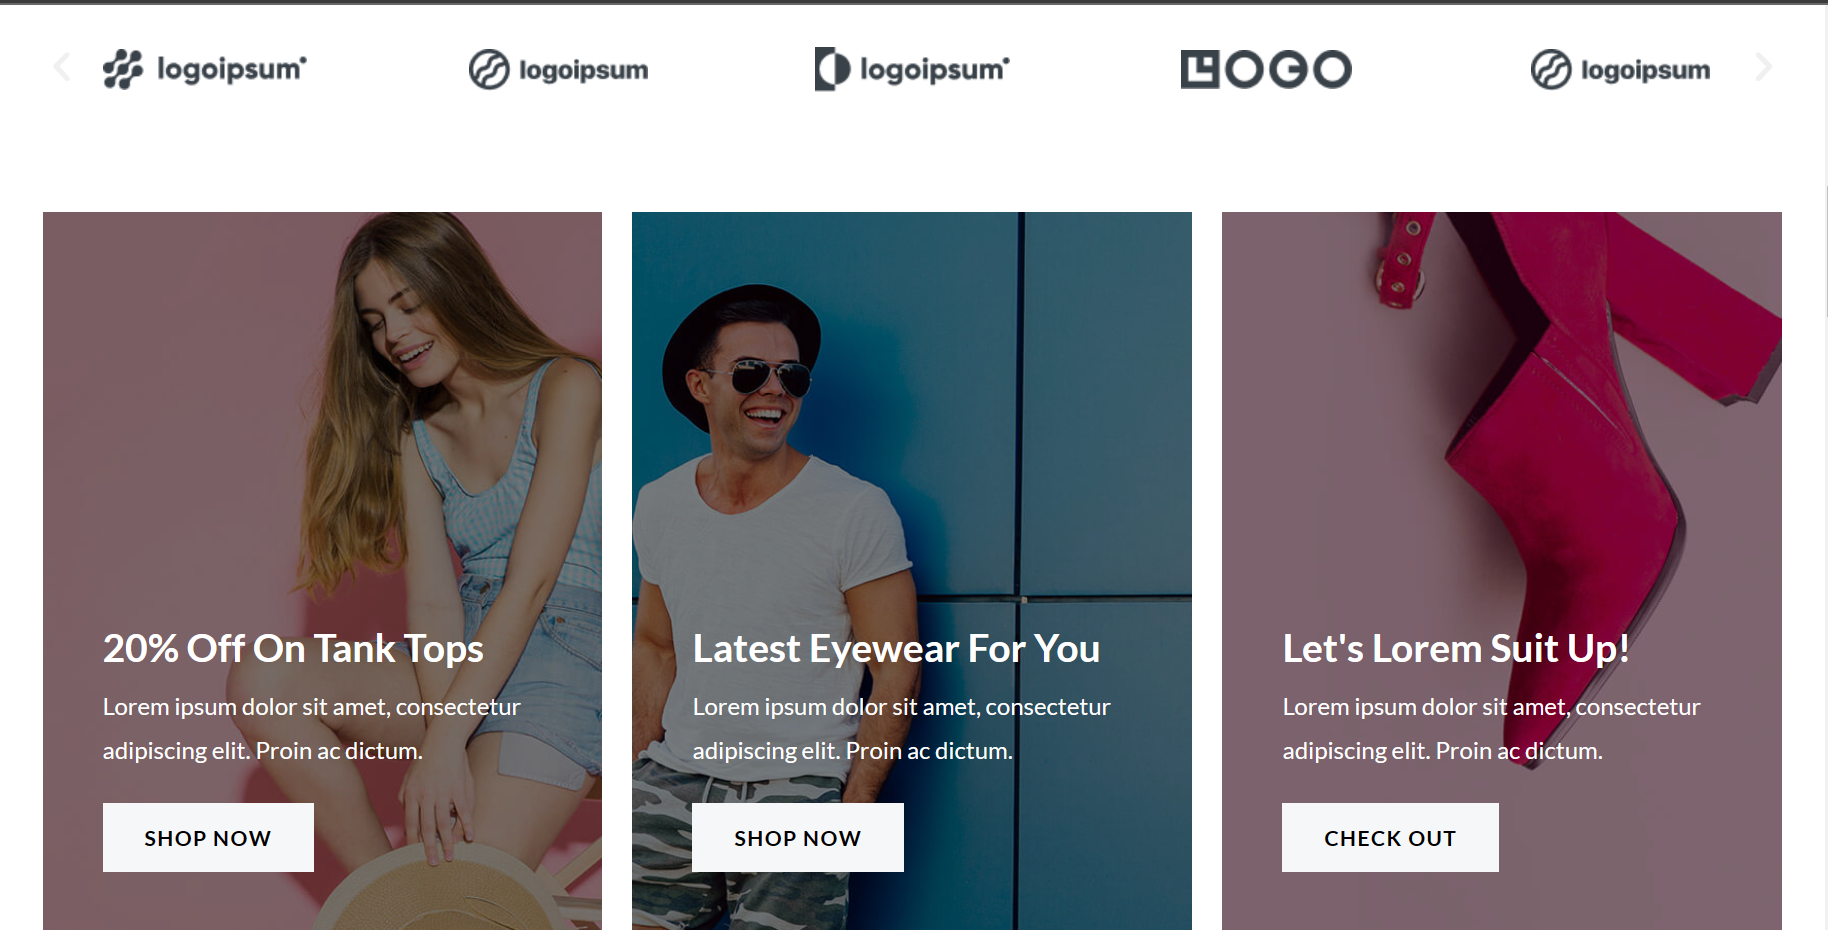 logoipsum
logoipsum
logoipsum
LOGO
logoipsum
20% Off On Tank Tops
Lorem ipsum dolor sit amet, consectetur
adipiscing elit. Proin ac dictum.
SHOP NOW
Latest Eyewear For You
Lorem ipsum dolor sit amet, consectetur
adipiscing elit. Proin ac dictum.
SHOP NOW
Let's Lorem Suit Up!
Lorem ipsum dolor sit amet, consectetur
adipiscing elit. Proin ac dictum.
CHECK OUT